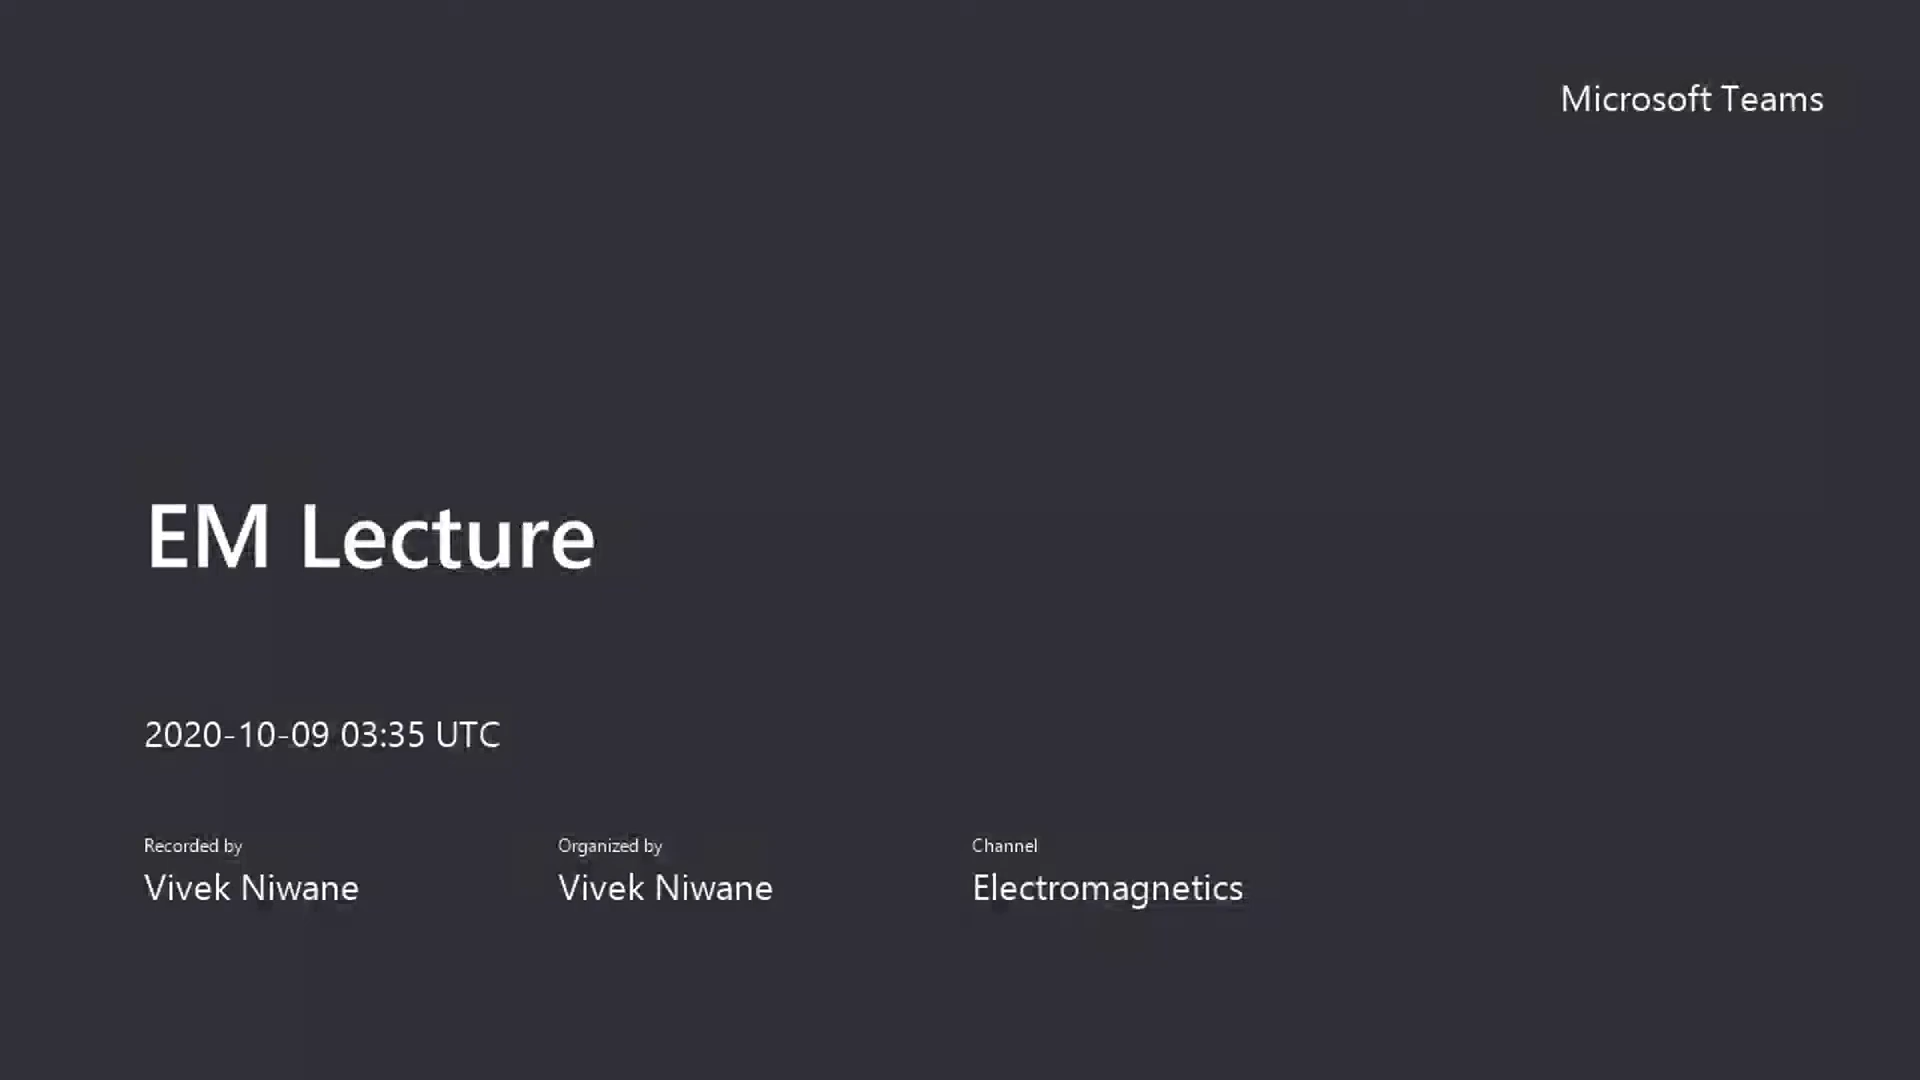 Microsoft Teams
EM Lecture
2020-10-09 03:35 UTC
Recorded by
Vivek Niwane
Organized by
Vivek Niwane
Channel
Electromagnetics